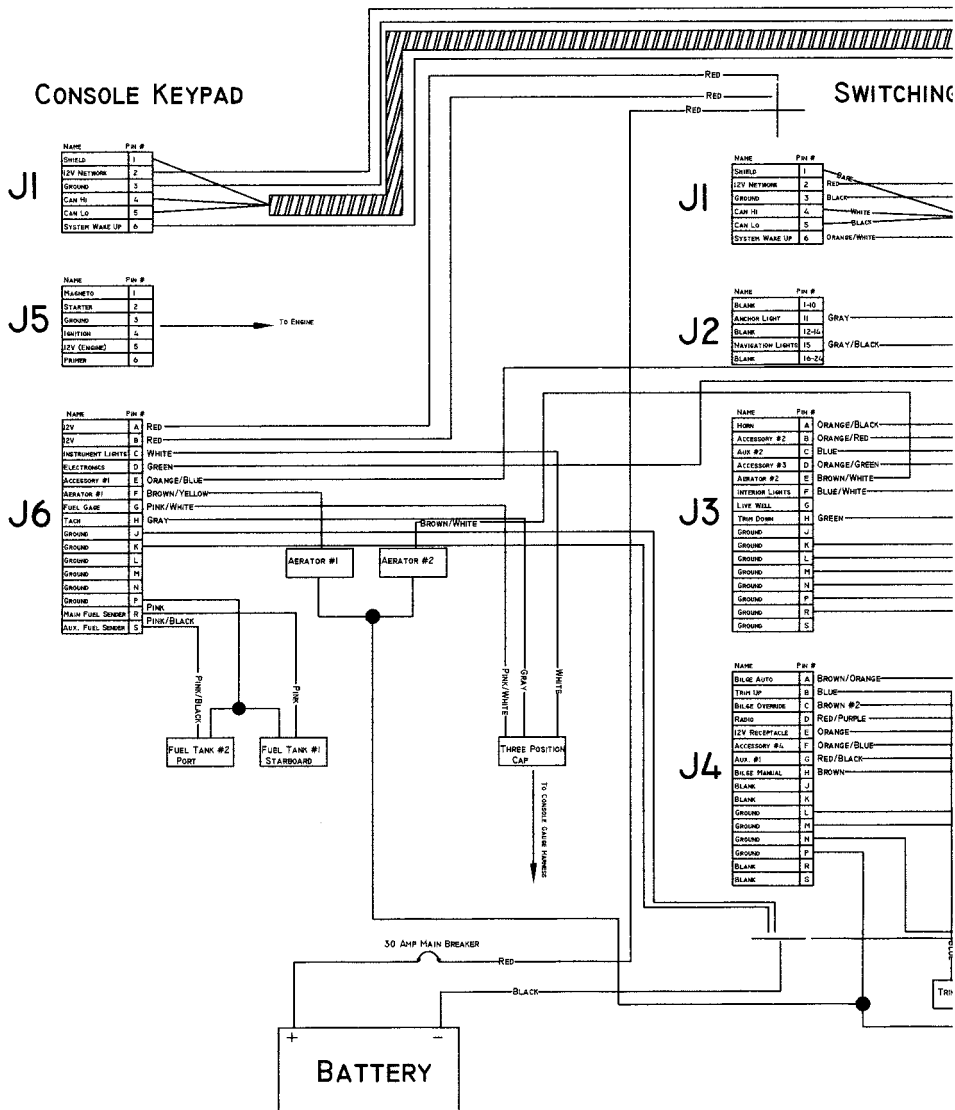 RED
RED
RED
CONSOLE KEYPAD
SWITCHING
J1
NAME PIN #
SHIELD 1
12V NETWORK 2
GROUND 3
CAN HI 4
CAN LO 5
SYSTEM WAKE UP 6
J1
NAME PIN #
SHIELD 1 BARE
12V NETWORK 2 RED
GROUND 3 BLACK
CAN HI 4 WHITE
CAN LO 5 BLACK
SYSTEM WAKE UP 6 ORANGE/WHITE
J5
NAME PIN #
MAGNETO 1
STARTER 2
GROUND 3
IGNITION 4
12V (ENGINE) 5
PRIMER 6
TO ENGINE
J2
NAME PIN #
BLANK 1-10
ANCHOR LIGHT 11 GRAY
BLANK 12-14
NAVIGATION LIGHTS 15 GRAY/BLACK
BLANK 16-24
J6
NAME PIN #
12V A RED
12V B RED
INSTRUMENT LIGHTS C WHITE
ELECTRONICS D GREEN
ACCESSORY #1 E ORANGE/BLUE
AERATOR #1 F BROWN/YELLOW
FUEL GAGE G PINK/WHITE
TACH H GRAY
GROUND J
GROUND K
GROUND L
GROUND M
GROUND N
GROUND P
MAIN FUEL SENDER R PINK
AUX. FUEL SENDER S PINK/BLACK
BROWN/WHITE
AERATOR #1
AERATOR #2
J3
NAME PIN #
HORN A ORANGE/BLACK
ACCESSORY #2 B ORANGE/RED
AUX #2 C BLUE
ACCESSORY #3 D ORANGE/GREEN
AERATOR #2 E BROWN/WHITE
INTERIOR LIGHTS F BLUE/WHITE
LIVE WELL G
TRIM DOWN H GREEN
GROUND J
GROUND K
GROUND L
GROUND M
GROUND N
GROUND P
GROUND R
GROUND S
PINK/BLACK
PINK
PINK/WHITE
GRAY
WHITE
FUEL TANK #2
PORT
FUEL TANK #1
STARBOARD
THREE POSITION
CAP
TO CONSOLE GAUGE HARNESS
J4
NAME PIN #
BILGE AUTO A BROWN/ORANGE
TRIM UP B BLUE
BILGE OVERRIDE C BROWN #2
RADIO D RED/PURPLE
12V RECEPTACLE E ORANGE
ACCESSORY #4 F ORANGE/BLUE
AUX. #1 G RED/BLACK
BILGE MANUAL H BROWN
BLANK J
BLANK K
GROUND L
GROUND M
GROUND N
GROUND P
BLANK R
BLANK S
30 AMP MAIN BREAKER
RED
BLACK
BLUE
TRIM
+ -
BATTERY